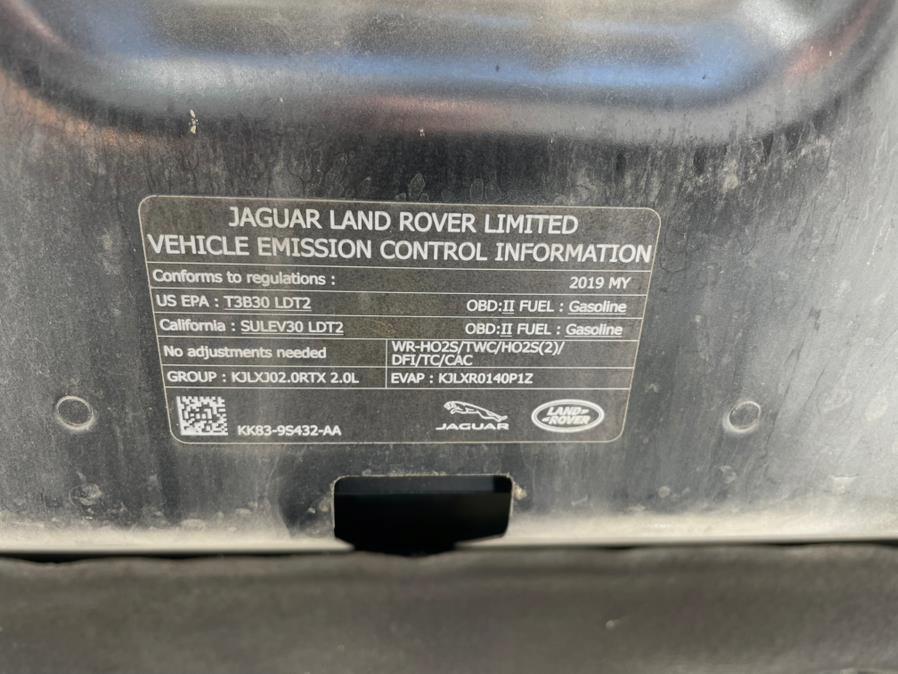 JAGUAR LAND ROVER LIMITED
VEHICLE EMISSION CONTROL INFORMATION
Conforms to regulations : 2019 MY
US EPA : T3B30 LDT2 OBD:II FUEL : Gasoline
California : SULEV30 LDT2 OBD:II FUEL : Gasoline
No adjustments needed
WR-HO2S/TWC/HO2S(2)/
DFI/TC/CAC
GROUP : KJLXJ02.0RTX 2.0L EVAP : KJLXR0140P1Z
KK83-9S432-AA
JAGUAR
LAND-
-ROVER